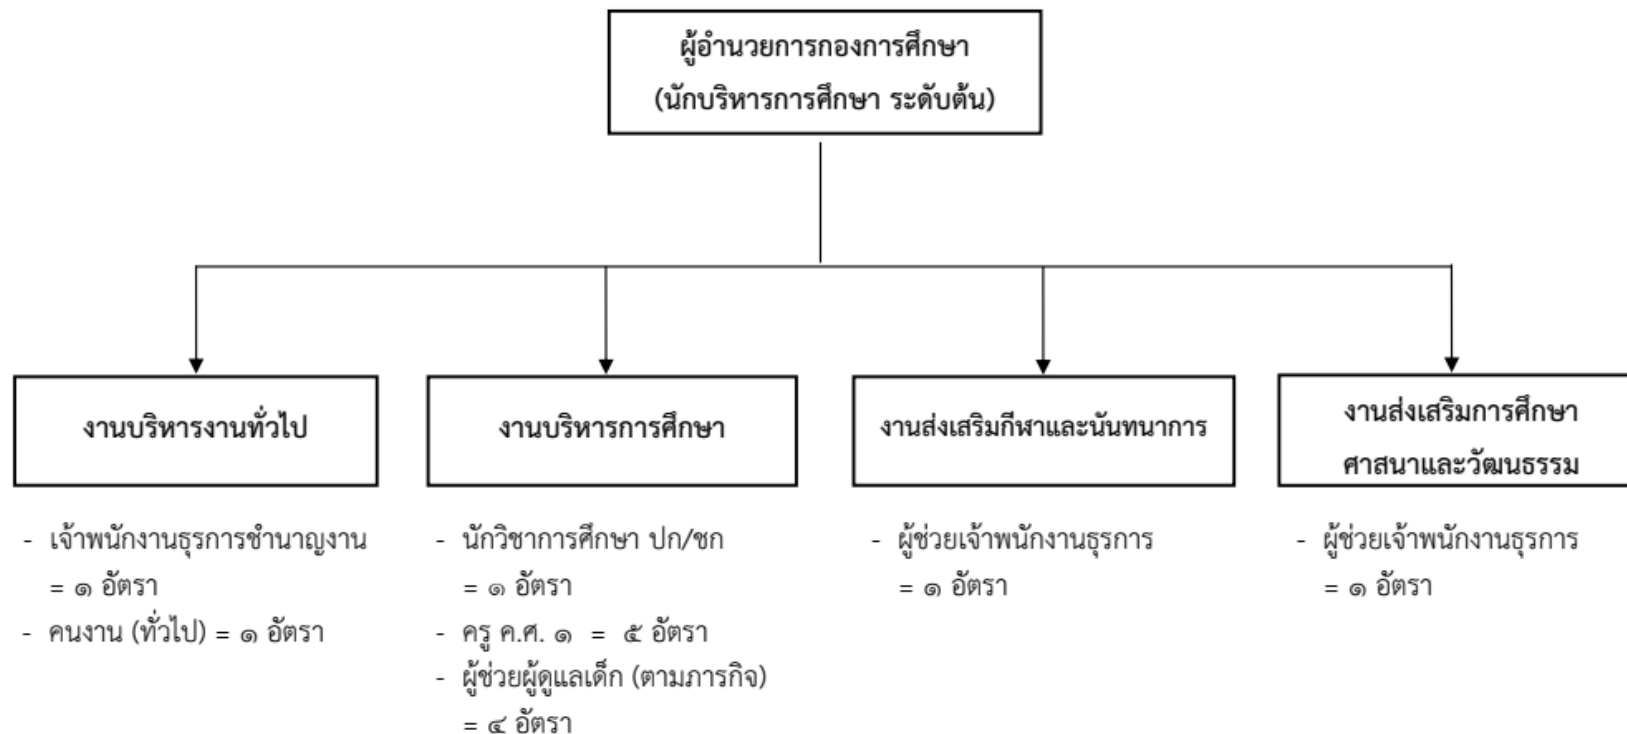 ผู้อำนวยการกองการศึกษา
(นักบริหารการศึกษา ระดับต้น)
งานบริหารงานทั่วไป
- เจ้าพนักงานธุรการชำนาญงาน
= ๑ อัตรา
- คนงาน (ทั่วไป) = ๑ อัตรา
งานบริหารการศึกษา
- นักวิชาการศึกษา ปก/ชก
= ๑ อัตรา
- ครู ค.ศ. ๑ = ๕ อัตรา
- ผู้ช่วยผู้ดูแลเด็ก (ตามภารกิจ)
= ๔ อัตรา
งานส่งเสริมกีฬาและนันทนาการ
- ผู้ช่วยเจ้าพนักงานธุรการ
= ๑ อัตรา
งานส่งเสริมการศึกษา
ศาสนาและวัฒนธรรม
- ผู้ช่วยเจ้าพนักงานธุรการ
= ๑ อัตรา